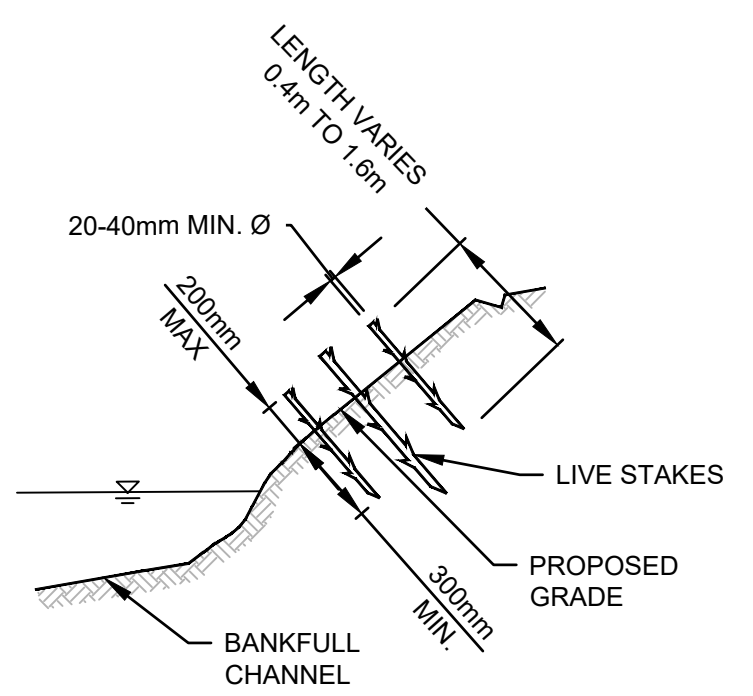 LENGTH VARIES
0.4m TO 1.6m
20-40mm MIN. Ø
200mm
MAX
LIVE STAKES
PROPOSED
GRADE
300mm
MIN.
BANKFULL
CHANNEL